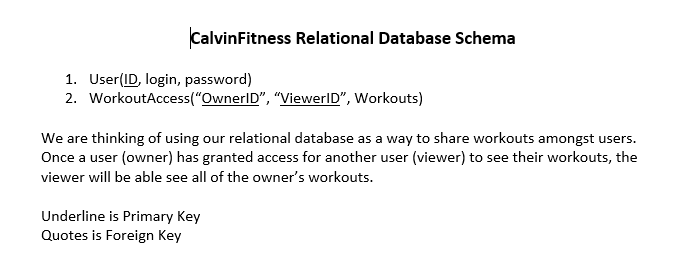 CalvinFitness Relational Database Schema
1. User(ID, login, password)
2. WorkoutAccess(“OwnerID”, “ViewerID”, Workouts)
We are thinking of using our relational database as a way to share workouts amongst users.
Once a user (owner) has granted access for another user (viewer) to see their workouts, the
viewer will be able see all of the owner’s workouts.
Underline is Primary Key
Quotes is Foreign Key